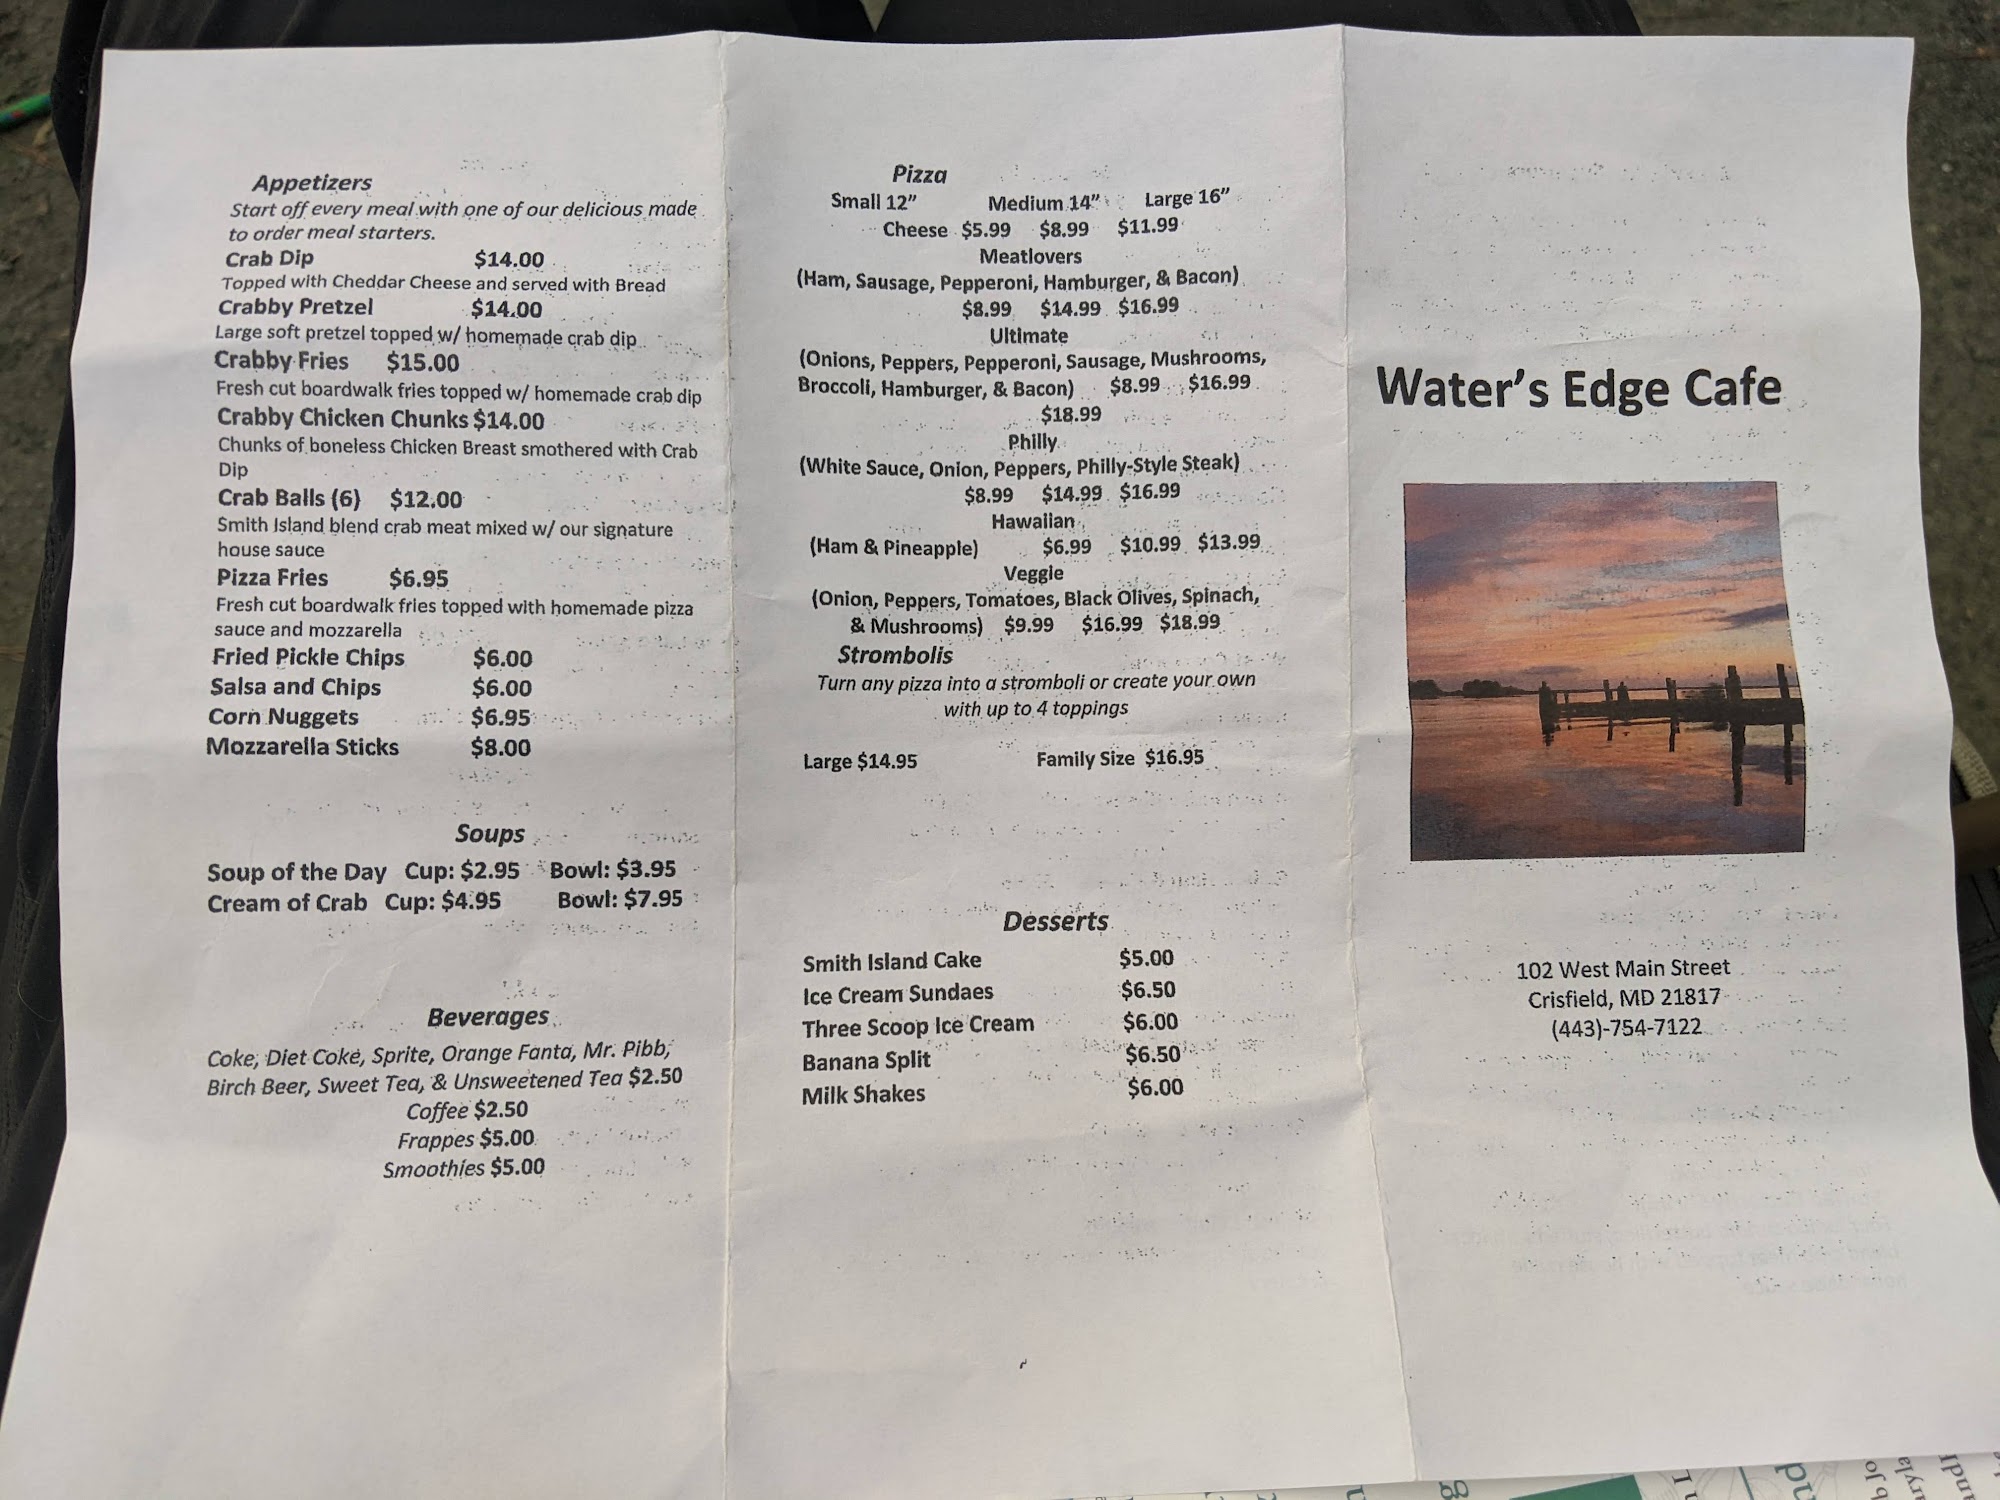 Appetizers
Start off every meal with one of our delicious made
to order meal starters.
Crab Dip $14.00
Topped with Cheddar Cheese and served with Bread
Crabby Pretzel $14.00
Large soft pretzel topped w/ homemade crab dip
Crabby Fries $15.00
Fresh cut boardwalk fries topped w/ homemade crab dip
Crabby Chicken Chunks $14.00
Chunks of boneless Chicken Breast smothered with Crab
Dip
Crab Balls (6) $12.00
Smith Island blend crab meat mixed w/ our signature
house sauce
Pizza Fries $6.95
Fresh cut boardwalk fries topped with homemade pizza
sauce and mozzarella
Fried Pickle Chips $6.00
Salsa and Chips $6.00
Corn Nuggets $6.95
Mozzarella Sticks $8.00
Soups
Soup of the Day Cup: $2.95 Bowl: $3.95
Cream of Crab Cup: $4.95 Bowl: $7.95
Beverages
Coke, Diet Coke, Sprite, Orange Fanta, Mr. Pibb,
Birch Beer, Sweet Tea, & Unsweetened Tea $2.50
Coffee $2.50
Frappes $5.00
Smoothies $5.00
Pizza
Small 12” Medium 14” Large 16”
Cheese $5.99 $8.99 $11.99
Meatlovers
(Ham, Sausage, Pepperoni, Hamburger, & Bacon)
$8.99 $14.99 $16.99
Ultimate
(Onions, Peppers, Pepperoni, Sausage, Mushrooms,
Broccoli, Hamburger, & Bacon) $8.99 $16.99
$18.99
Philly
(White Sauce, Onion, Peppers, Philly-Style Steak)
$8.99 $14.99 $16.99
Hawaiian
(Ham & Pineapple) $6.99 $10.99 $13.99
Veggie
(Onion, Peppers, Tomatoes, Black Olives, Spinach,
& Mushrooms) $9.99 $16.99 $18.99
Strombolis
Turn any pizza into a stromboli or create your own
with up to 4 toppings
Large $14.95 Family Size $16.95
Desserts
Smith Island Cake $5.00
Ice Cream Sundaes $6.50
Three Scoop Ice Cream $6.00
Banana Split $6.50
Milk Shakes $6.00
Water’s Edge Cafe
102 West Main Street
Crisfield, MD 21817
(443)-754-7122